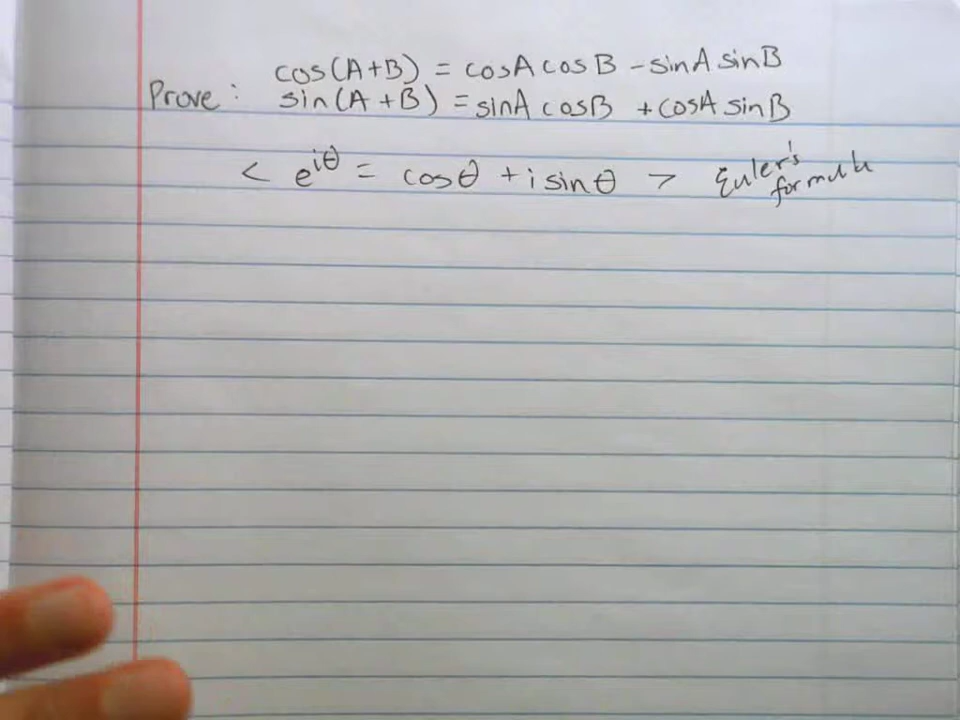 cos(A+B) = cosA cosB - sinA sinB
Prove: sin(A+B) = sinA cosB + cosA sinB
< e^{iθ} = cosθ + i sinθ > Euler's
formula